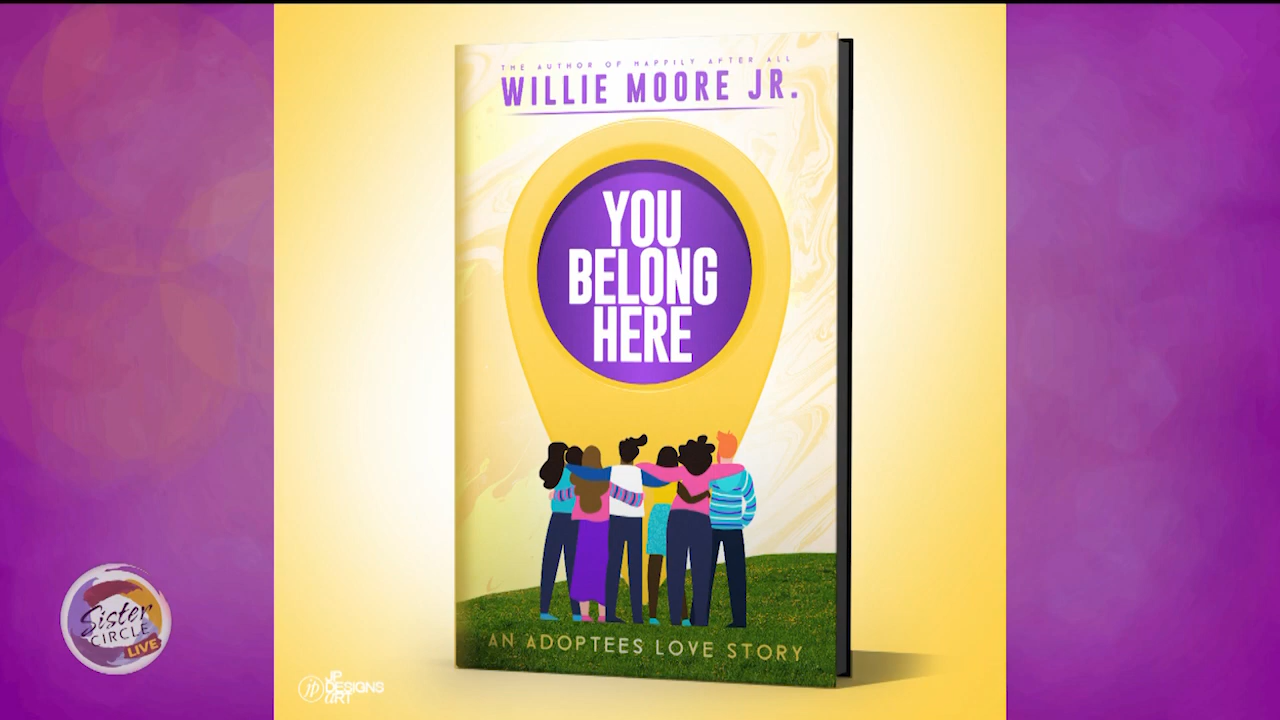 THE AUTHOR OF HAPPILY AFTER ALL
WILLIE MOORE JR.
YOU
BELONG
HERE
AN ADOPTEES LOVE STORY
Sister
CIRCLE
LIVE
jp
JP
DESIGNS
ART